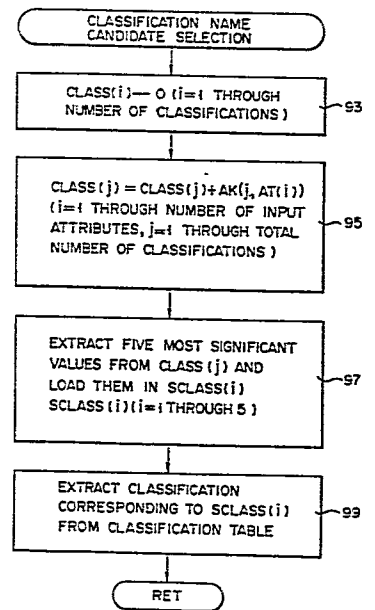 CLASSIFICATION NAME
CANDIDATE SELECTION
CLASS(i)—0 (i=1 THROUGH
NUMBER OF CLASSIFICATIONS)
93
CLASS(j)=CLASS(j)+AK(j, AT(i))
(i=1 THROUGH NUMBER OF INPUT
ATTRIBUTES, j=1 THROUGH TOTAL
NUMBER OF CLASSIFICATIONS)
95
EXTRACT FIVE MOST SIGNIFICANT
VALUES FROM CLASS(j) AND
LOAD THEM IN SCLASS(i)
SCLASS(i)(i=1 THROUGH 5)
97
EXTRACT CLASSIFICATION
CORRESPONDING TO SCLASS(i)
FROM CLASSIFICATION TABLE
99
RET